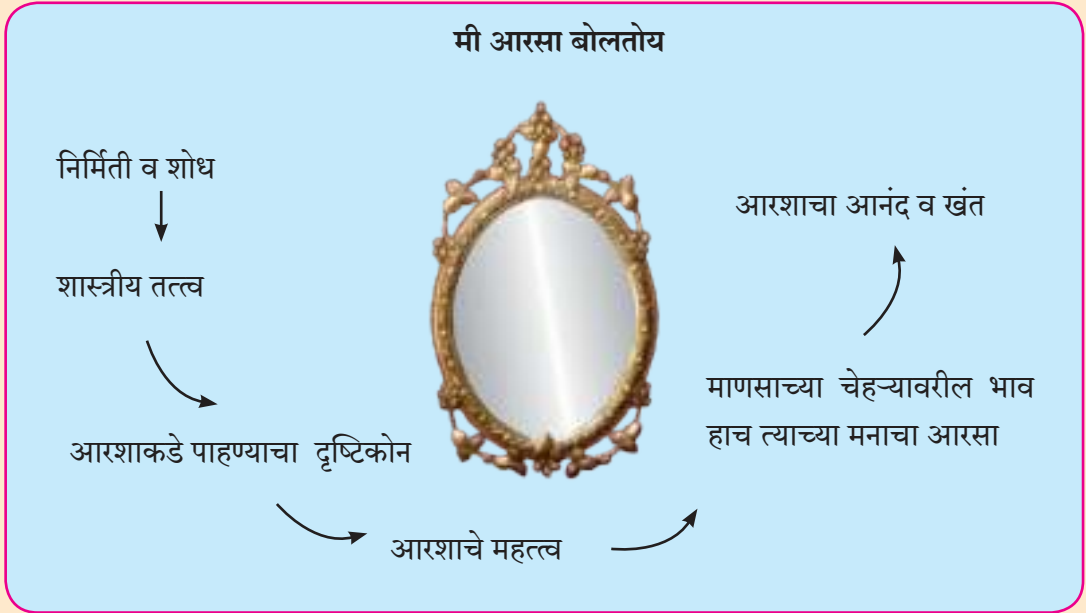 मी आरसा बोलतोय
निर्मिती व शोध
शास्त्रीय तत्त्व
आरशाकडे पाहण्याचा दृष्टिकोन
आरशाचे महत्त्व
माणसाच्या चेहऱ्यावरील भाव
हाच त्याच्या मनाचा आरसा
आरशाचा आनंद व खंत